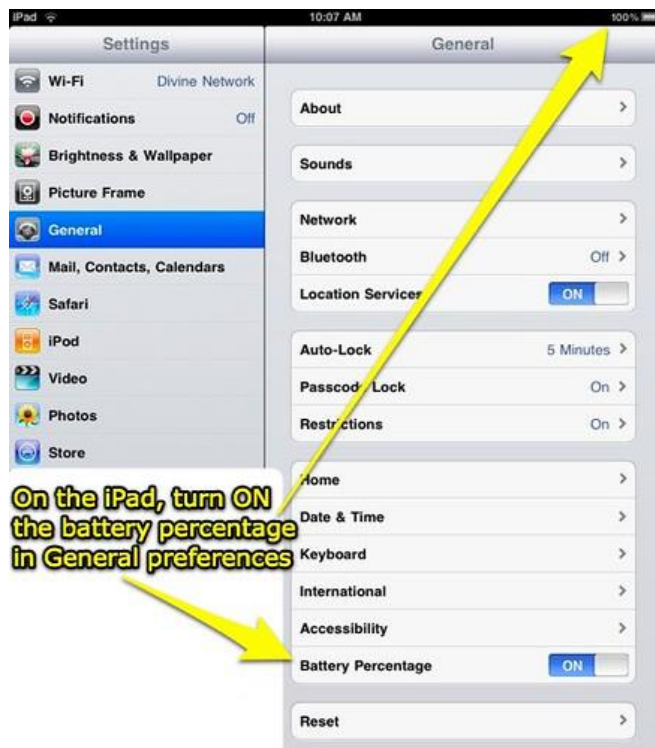 iPad
10:07 AM
100%
Settings
General
Wi-Fi Divine Network
Notifications Off
Brightness & Wallpaper
Picture Frame
General
Mail, Contacts, Calendars
Safari
iPod
Video
Photos
Store
About
Sounds
Network
Bluetooth Off
Location Services ON
Auto-Lock 5 Minutes
Passcode Lock On
Restrictions On
Home
Date & Time
Keyboard
International
Accessibility
Battery Percentage ON
Reset
On the iPad, turn ON
the battery percentage
in General preferences